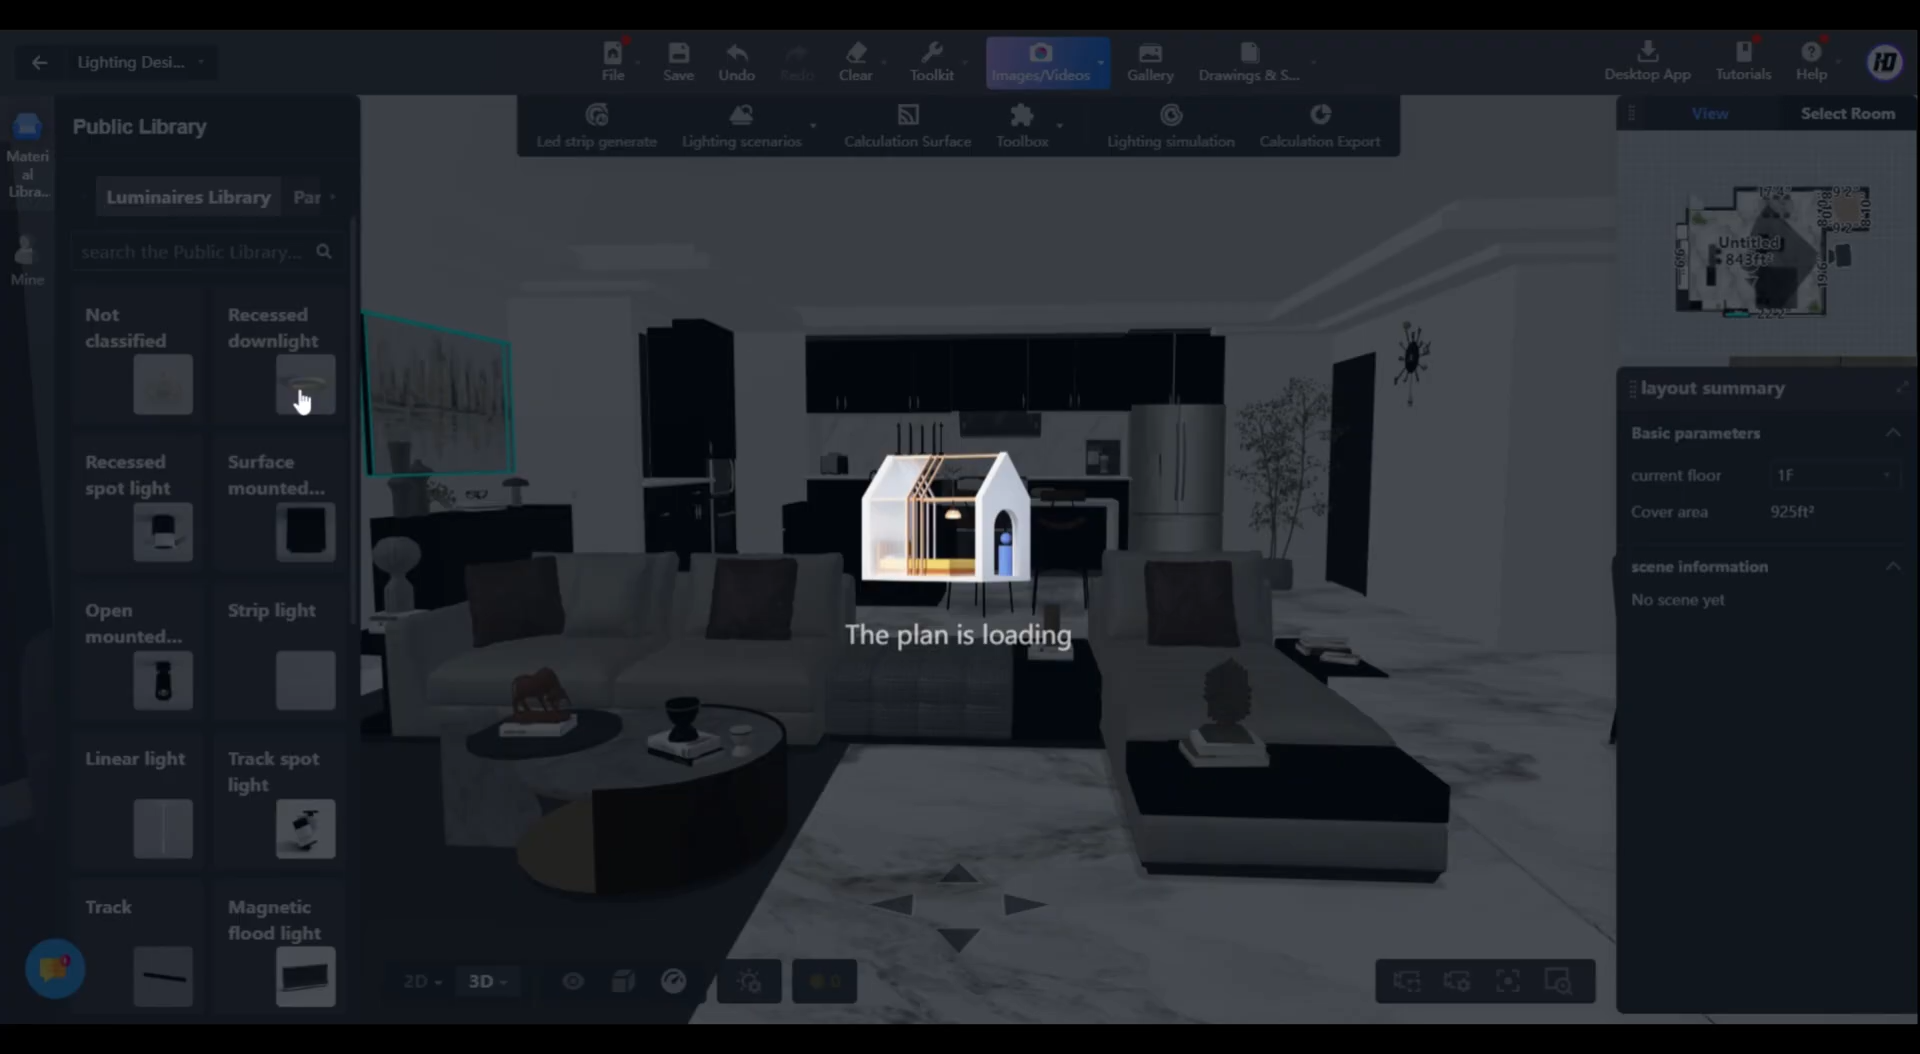 Lighting Desi...
File
Save
Undo
Redo
Clear
Toolkit
Images/Videos
Gallery
Drawings & S...
Desktop App
Tutorials
Help
Led strip generate
Lighting scenarios
Calculation Surface
Toolbox
Lighting simulation
Calculation Export
View
Select Room
Materi
al
Libra...
Mine
Public Library
Luminaires Library
Par
search the Public Library...
Not
classified
Recessed
downlight
Recessed
spot light
Surface
mounted...
Open
mounted...
Strip light
Linear light
Track spot
light
Track
Magnetic
flood light
The plan is loading
2D
3D
0
Untitled
843ft²
layout summary
Basic parameters
current floor
1F
Cover area
925ft²
scene information
No scene yet